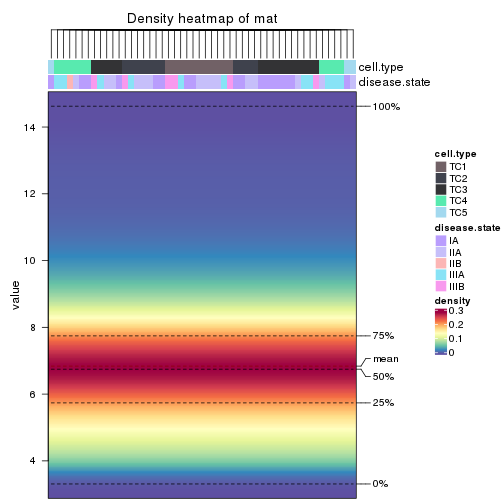 Density heatmap of mat
cell.type
disease.state
100%
14
12
10
8
6
4
value
75%
mean
50%
25%
0%
cell.type
TC1
TC2
TC3
TC4
TC5
disease.state
IA
IIA
IIB
IIIA
IIIB
density
0.3
0.2
0.1
0